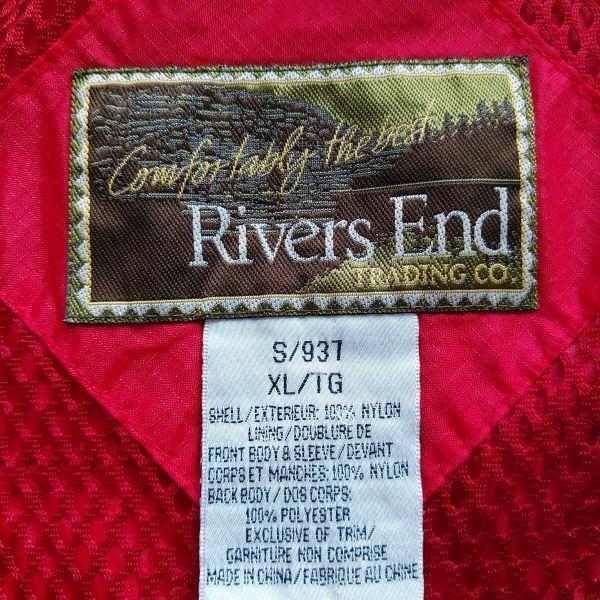 Comfortably the best...
Rivers End
TRADING CO.
S/937
XL/TG
SHELL/EXTERIEUR: 100% NYLON
LINING/DOUBLURE DE
FRONT BODY & SLEEVE/DEVANT
CORPS ET MANCHES: 100% NYLON
BACK BODY/DOS CORPS:
100% POLYESTER
EXCLUSIVE OF TRIM/
GARNITURE NON COMPRISE
MADE IN CHINA/FABRIQUE AU CHINE